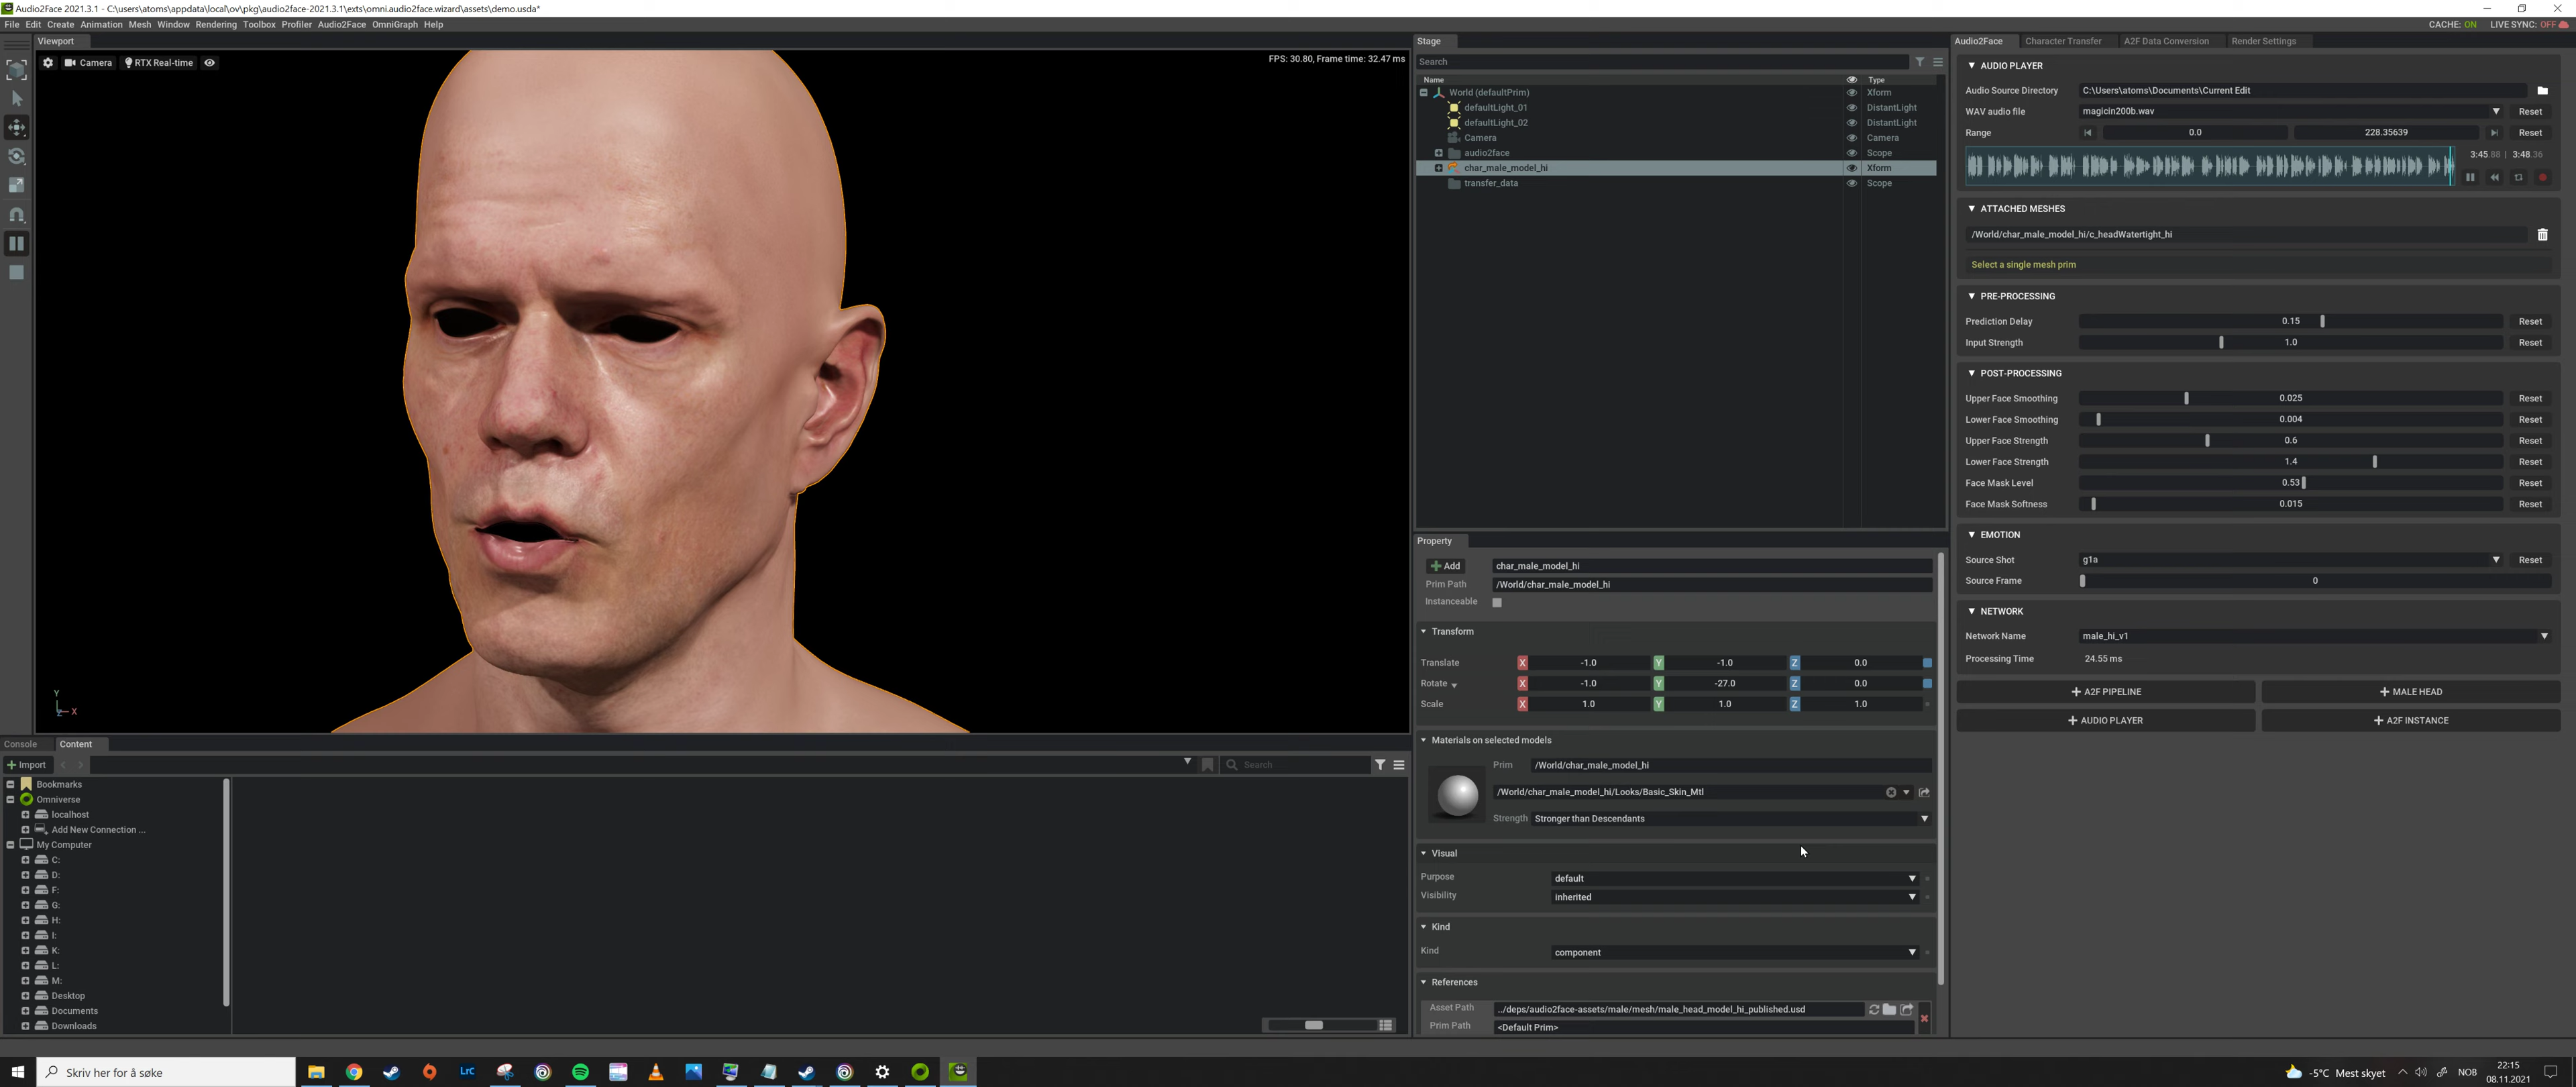 Audio2Face 2021.3.1 - C:\users\atoms\appdata\local\ov\pkg\audio2face-2021.3.1\exts\omni.audio2face.wizard\assets\demo.usda*
File Edit Create Animation Mesh Window Rendering Toolbox Profiler Audio2Face OmniGraph Help
CACHE: ON LIVE SYNC: OFF
Viewport
Camera RTX Real-time
FPS: 30.80, Frame time: 32.47 ms
Y
Z X
Stage
Search
Name Type
World (defaultPrim) Xform
defaultLight_01 DistantLight
defaultLight_02 DistantLight
Camera Camera
audio2face Scope
char_male_model_hi Xform
transfer_data Scope
Property
Add char_male_model_hi
Prim Path /World/char_male_model_hi
Instanceable
Transform
Translate X -1.0 Y -1.0 Z 0.0
Rotate X -1.0 Y -27.0 Z 0.0
Scale X 1.0 Y 1.0 Z 1.0
Materials on selected models
Prim /World/char_male_model_hi
/World/char_male_model_hi/Looks/Basic_Skin_Mtl
Strength Stronger than Descendants
Visual
Purpose default
Visibility inherited
Kind
Kind component
References
Asset Path ../deps/audio2face-assets/male/mesh/male_head_model_hi_published.usd
Prim Path <Default Prim>
Audio2Face Character Transfer A2F Data Conversion Render Settings
AUDIO PLAYER
Audio Source Directory C:\Users\atoms\Documents\Current Edit
WAV audio file magicin200b.wav Reset
Range 0.0 228.35639 Reset
3:45.88 | 3:48.36
ATTACHED MESHES
/World/char_male_model_hi/c_headWatertight_hi
Select a single mesh prim
PRE-PROCESSING
Prediction Delay 0.15 Reset
Input Strength 1.0 Reset
POST-PROCESSING
Upper Face Smoothing 0.025 Reset
Lower Face Smoothing 0.004 Reset
Upper Face Strength 0.6 Reset
Lower Face Strength 1.4 Reset
Face Mask Level 0.53 Reset
Face Mask Softness 0.015 Reset
EMOTION
Source Shot g1a Reset
Source Frame 0
NETWORK
Network Name male_hi_v1
Processing Time 24.55 ms
A2F PIPELINE MALE HEAD
AUDIO PLAYER A2F INSTANCE
Console Content
Import Search
Bookmarks
Omniverse
localhost
Add New Connection ...
My Computer
C:
D:
F:
G:
H:
I:
K:
L:
M:
Desktop
Documents
Downloads
Skriv her for å søke
LrC
-5°C Mest skyet NOB
22:15
08.11.2021